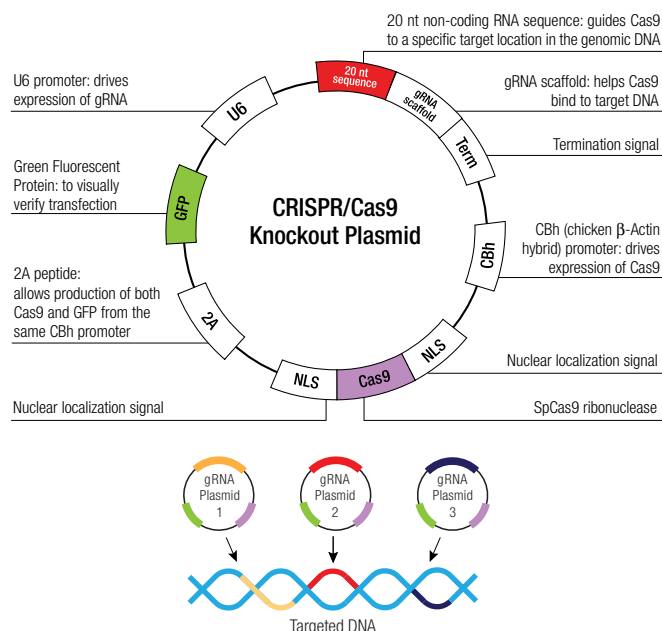 20 nt non-coding RNA sequence: guides Cas9
to a specific target location in the genomic DNA
20 nt
sequence
gRNA
scaffold
Term
U6
U6 promoter: drives
expression of gRNA
gRNA scaffold: helps Cas9
bind to target DNA
Termination signal
Green Fluorescent
Protein: to visually
verify transfection
GFP
CRISPR/Cas9
Knockout Plasmid
CBh
CBh (chicken β-Actin
hybrid) promoter: drives
expression of Cas9
2A peptide:
allows production of both
Cas9 and GFP from the
same CBh promoter
2A
NLS
Cas9
NLS
Nuclear localization signal
Nuclear localization signal
SpCas9 ribonuclease
gRNA
Plasmid
1
gRNA
Plasmid
2
gRNA
Plasmid
3
Targeted DNA